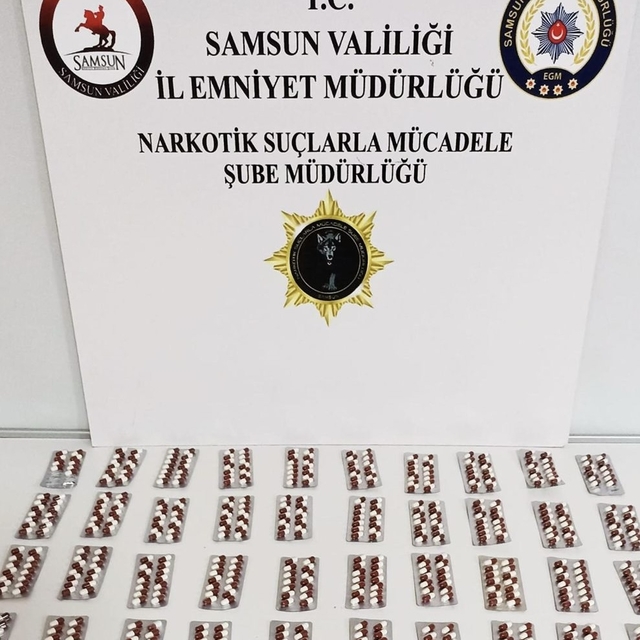 T.C.
SAMSUN VALİLİĞİ
İL EMNİYET MÜDÜRLÜĞÜ
NARKOTİK SUÇLARLA MÜCADELE
ŞUBE MÜDÜRLÜĞÜ
SAMSUN
SAMSUN VALİLİĞİ
EGM